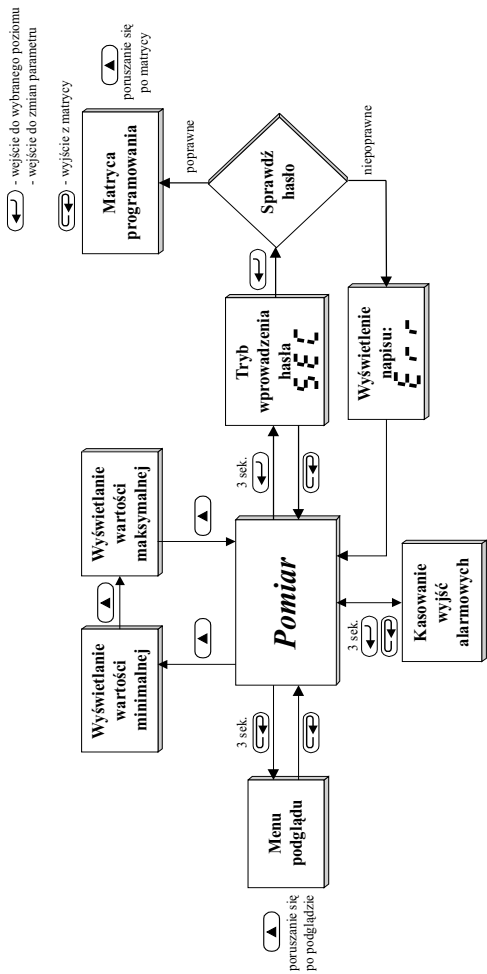 - wejście do wybranego poziomu
- wejście do zmian parametru
- wyjście z matrycy
poruszanie się
po matrycy
Matryca
programowania
poprawne
Sprawdź
hasło
niepoprawne
Tryb
wprowadzenia
hasła
SEC
Wyświetlenie
napisu:
Err
3 sek.
Wyświetlanie
wartości
maksymalnej
Wyświetlanie
wartości
minimalnej
Pomiar
3 sek.
Kasowanie
wyjść
alarmowych
3 sek.
Menu
podglądu
poruszanie się
po podglądzie